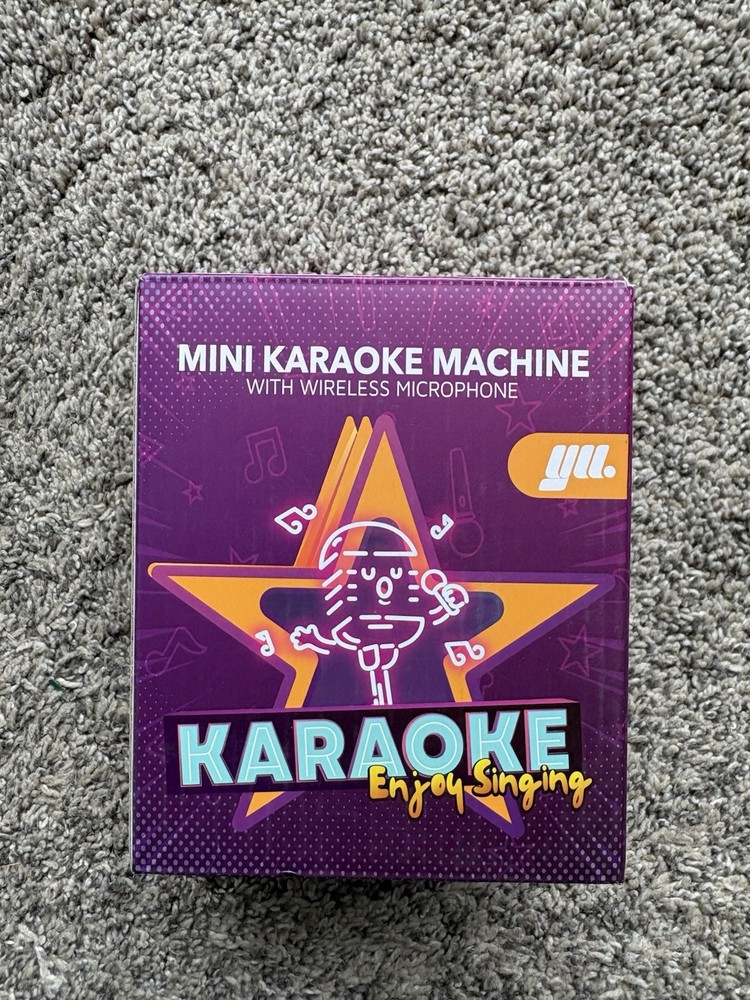 MINI KARAOKE MACHINE
WITH WIRELESS MICROPHONE
yu.
KARAOKE
Enjoy Singing